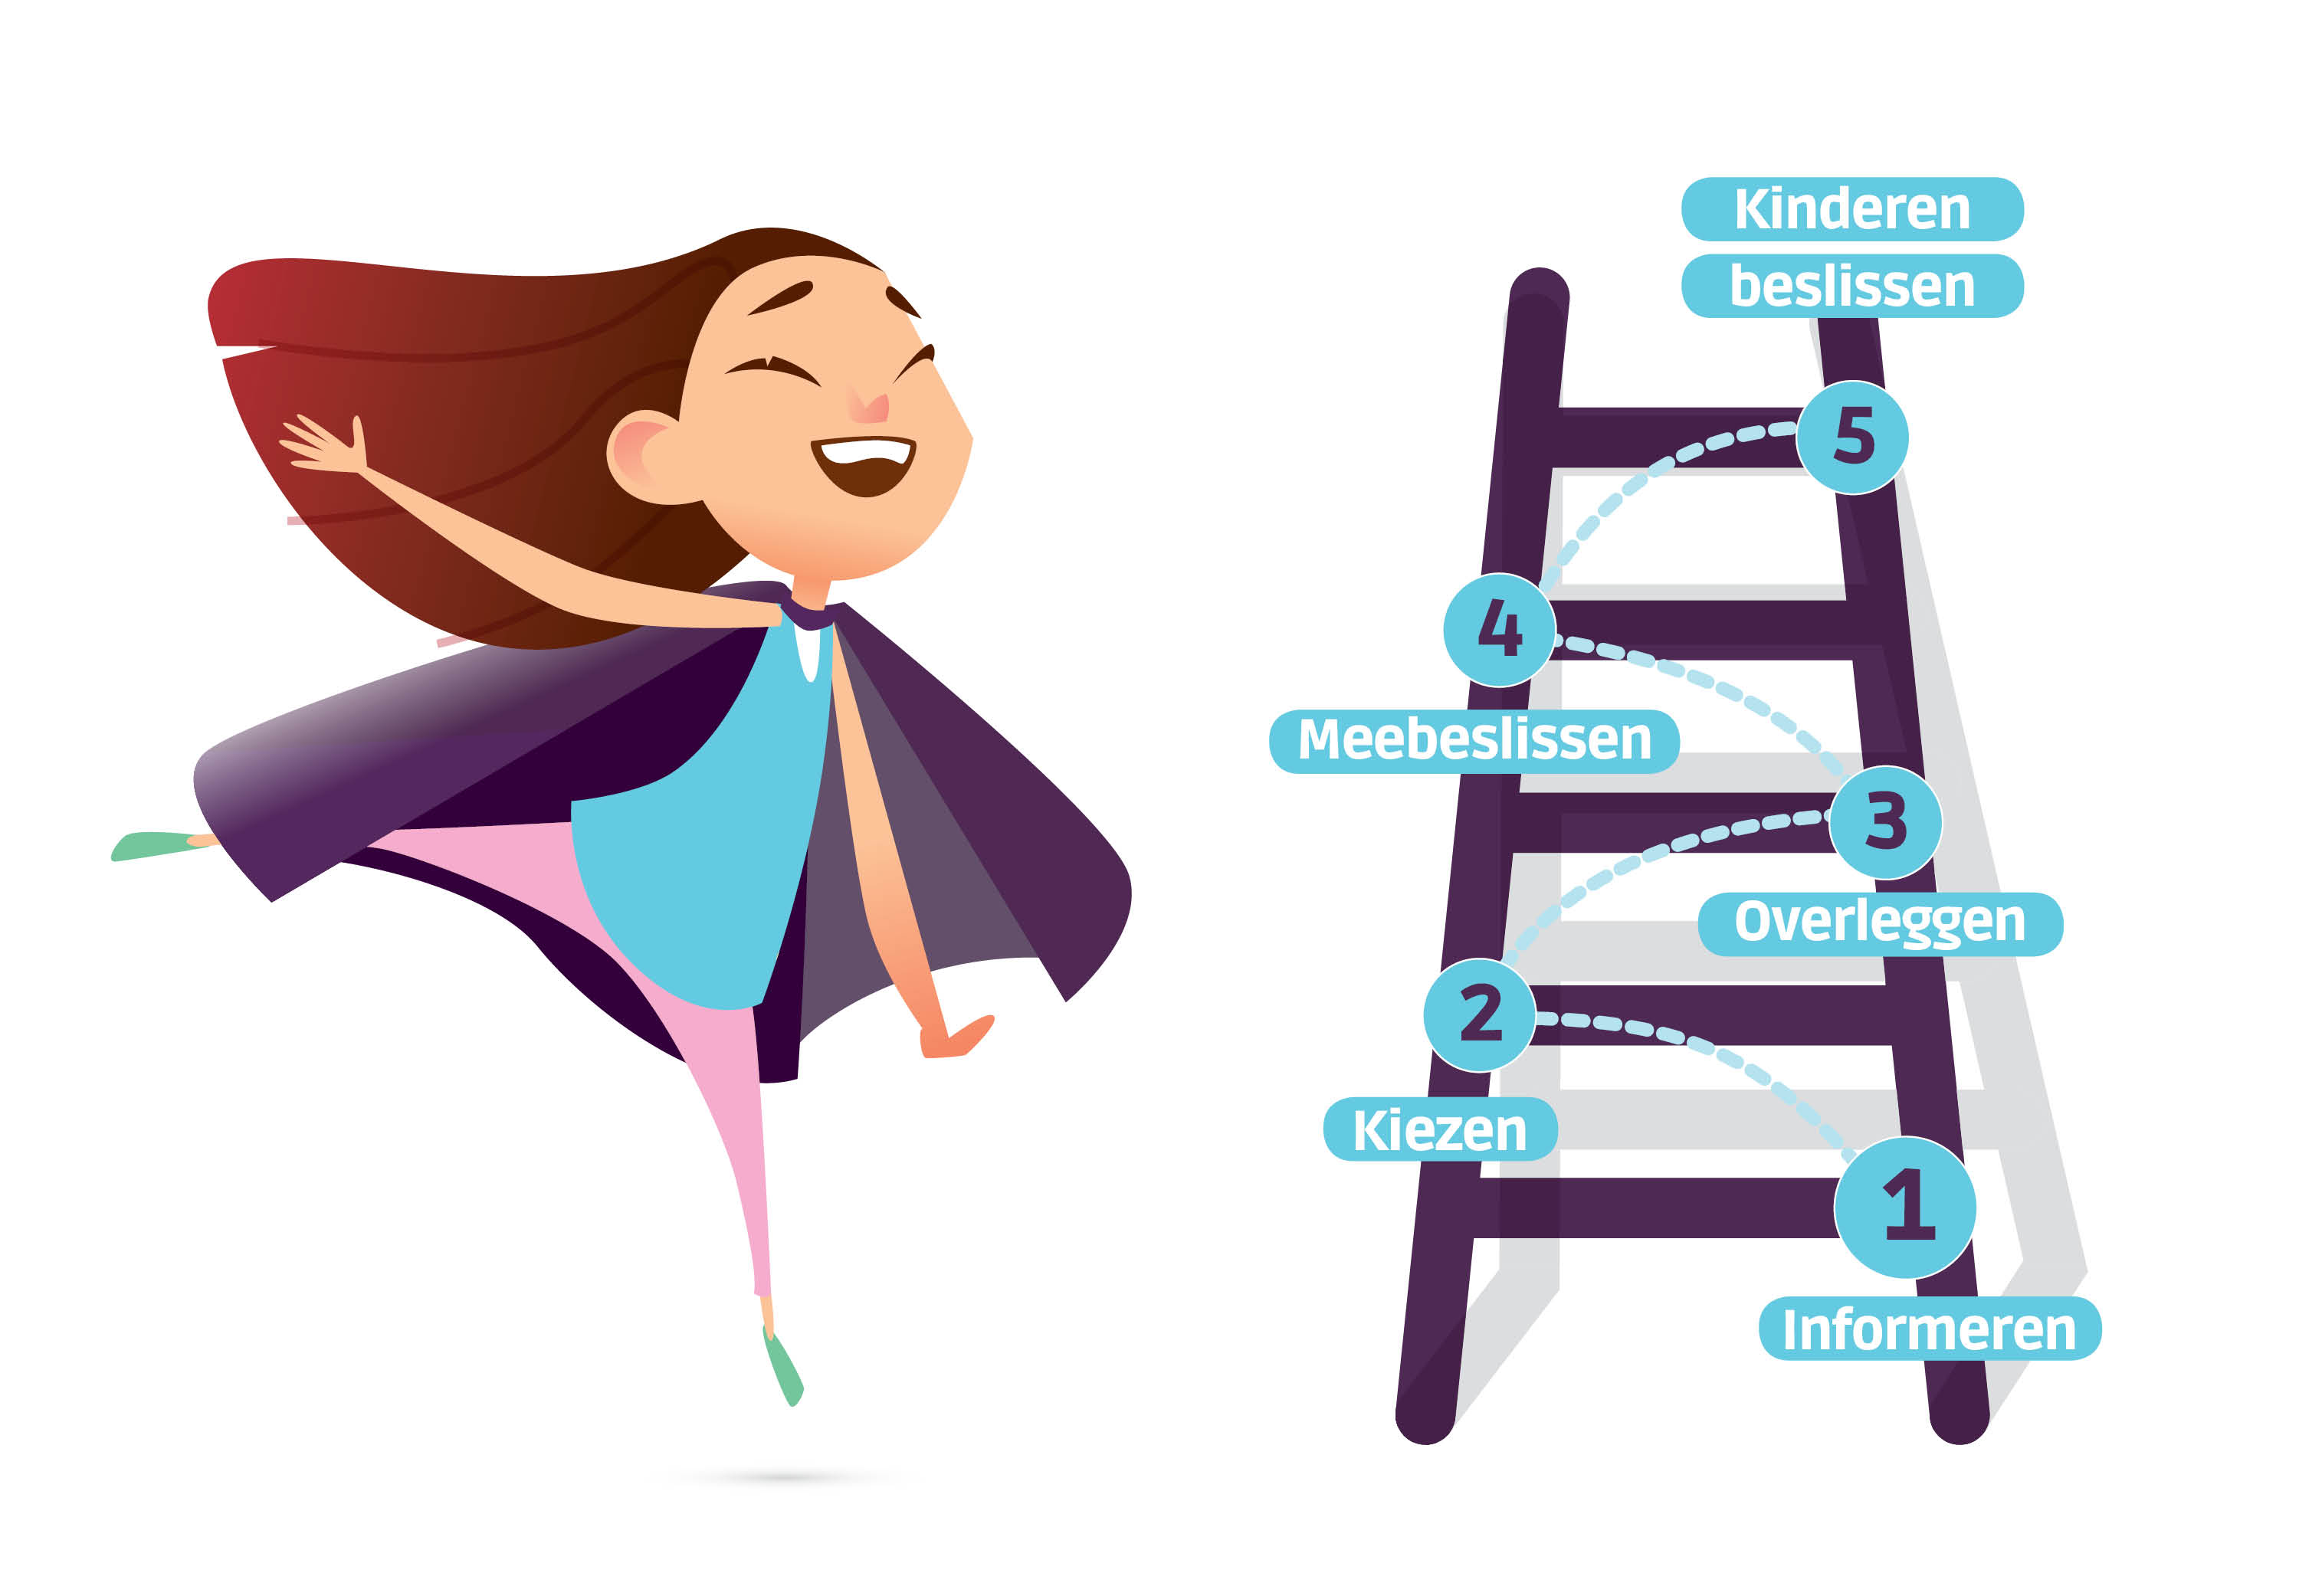 Kinderen
beslissen
5
4
Meebeslissen
3
Overleggen
2
Kiezen
1
Informeren